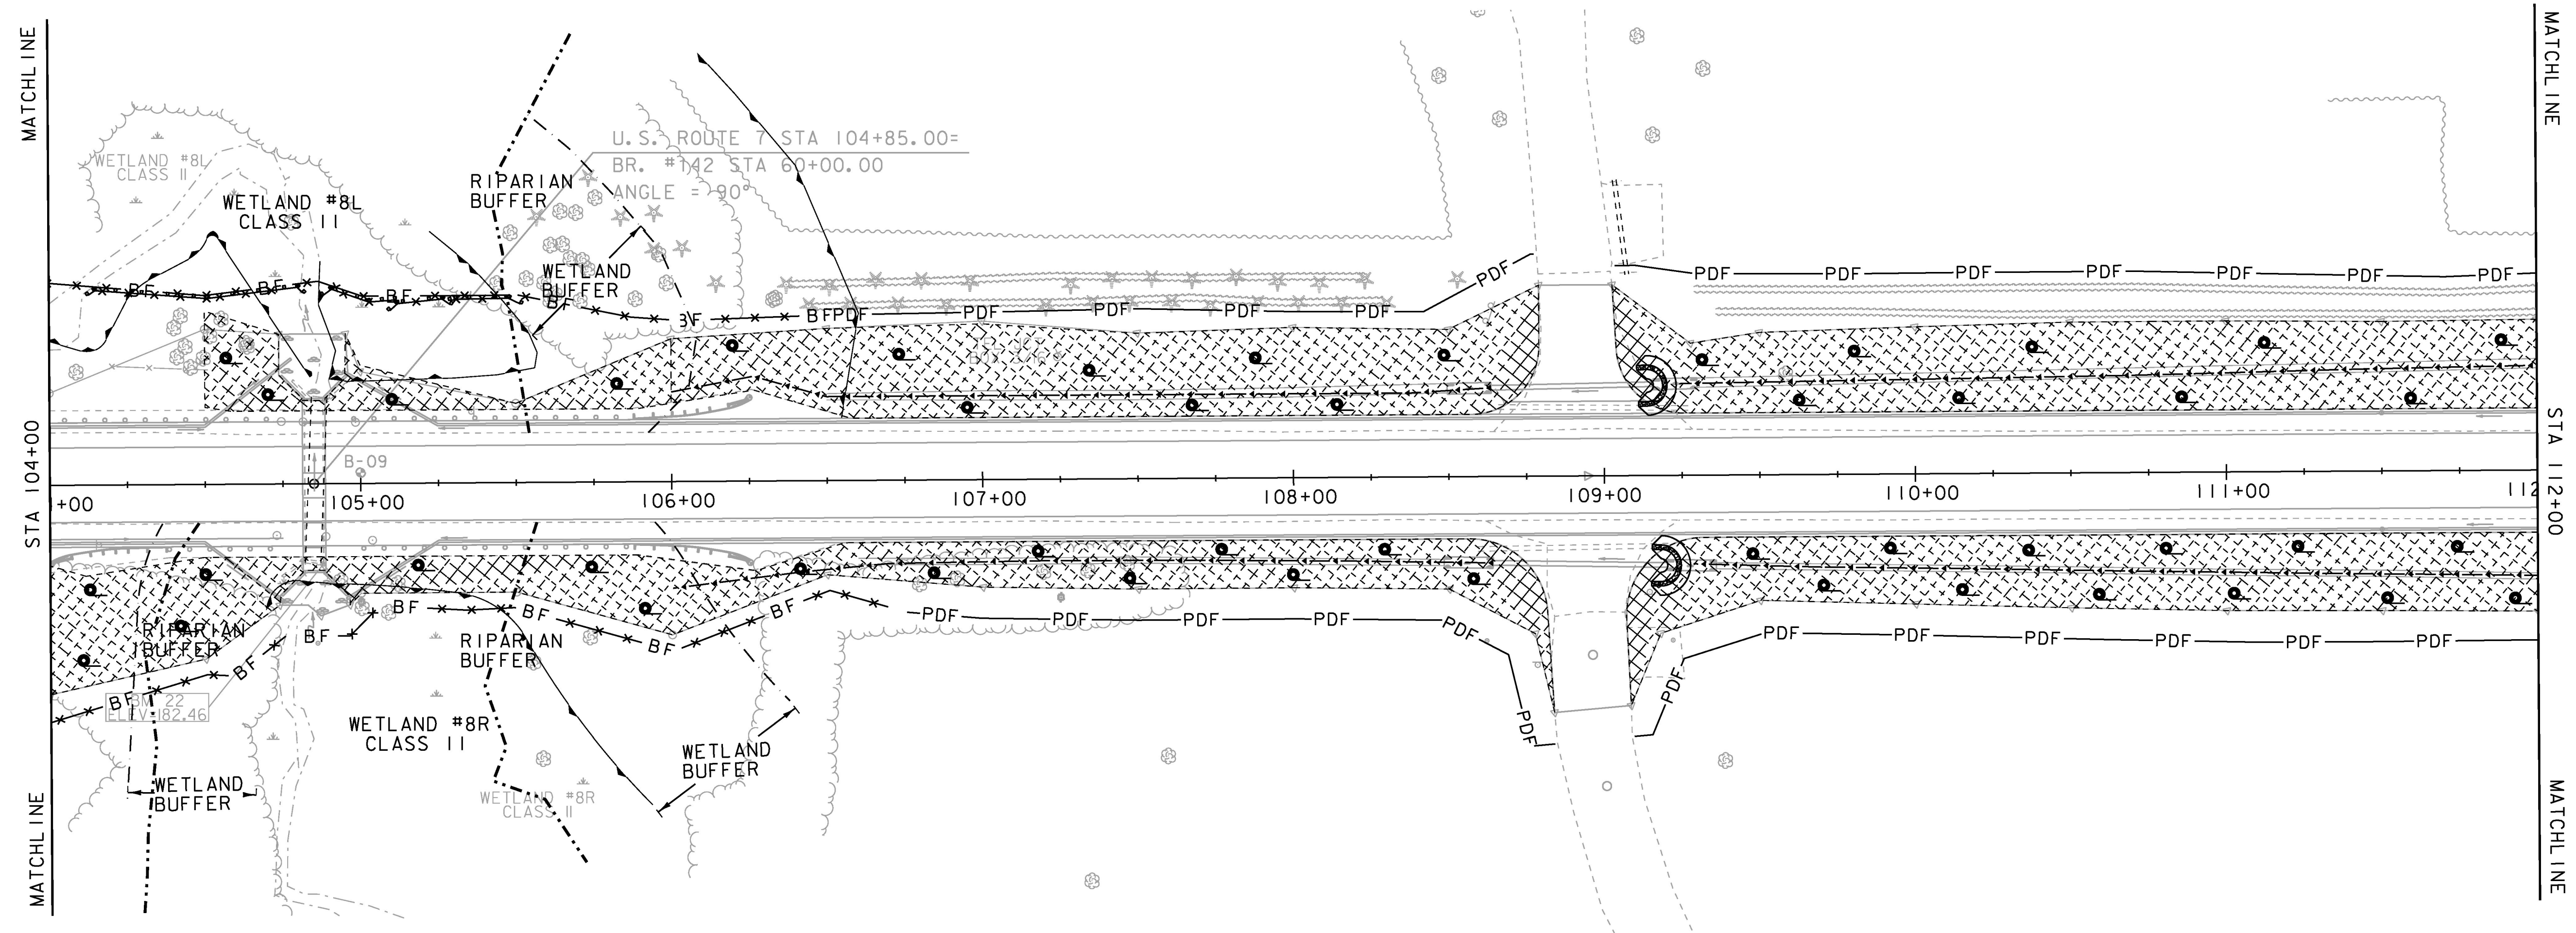 MATCHLINE
MATCHLINE
U.S. ROUTE 7 STA 104+85.00=
BR. #142 STA 60+00.00
ANGLE = 90°
WETLAND #8L
CLASS II
RIPARIAN
BUFFER
WETLAND #8L
CLASS II
WETLAND
BUFFER
PDF
PDF PDF PDF PDF PDF PDF PDF
BF BF BF BF
BF BFPDF PDF PDF PDF PDF
STA 104+00
STA 112+00
B-09
+00 105+00 106+00 107+00 108+00 109+00 110+00 111+00 112
BF BF
BF BF PDF PDF PDF PDF PDF
PDF PDF PDF PDF PDF PDF
RIPARIAN
BUFFER
RIPARIAN
BUFFER
BF BF
BF
PDF
PDF
BM 22
ELEV=182.46
WETLAND #8R
CLASS II
WETLAND
BUFFER
WETLAND
BUFFER
WETLAND #8R
CLASS II
MATCHLINE
MATCHLINE